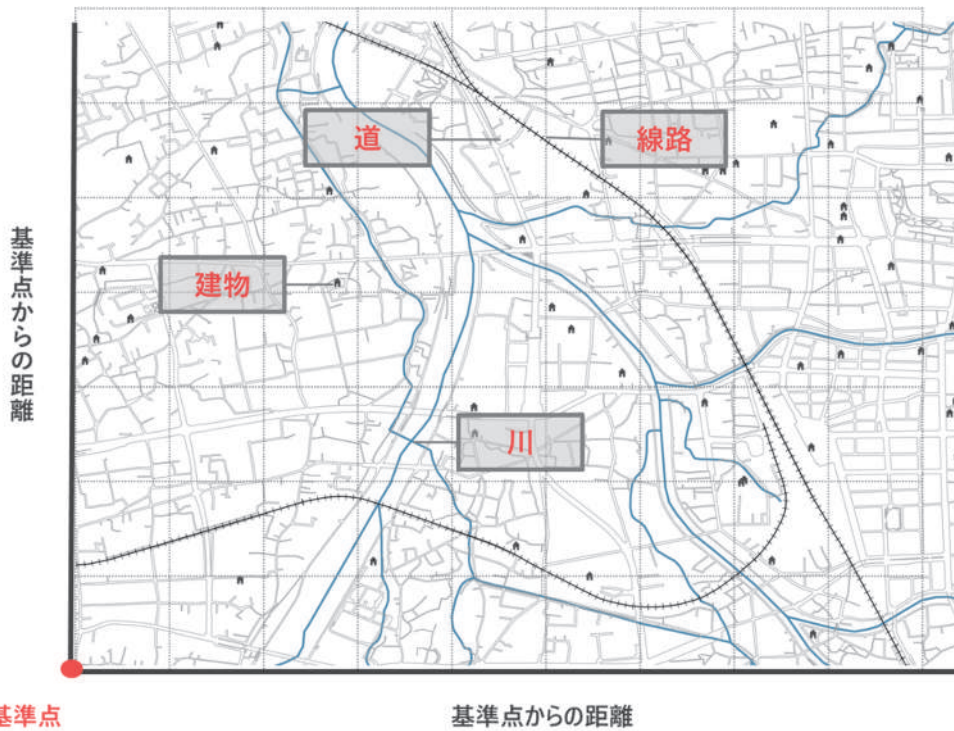 道
線路
建物
川
基準点からの距離
基準点
基準点からの距離